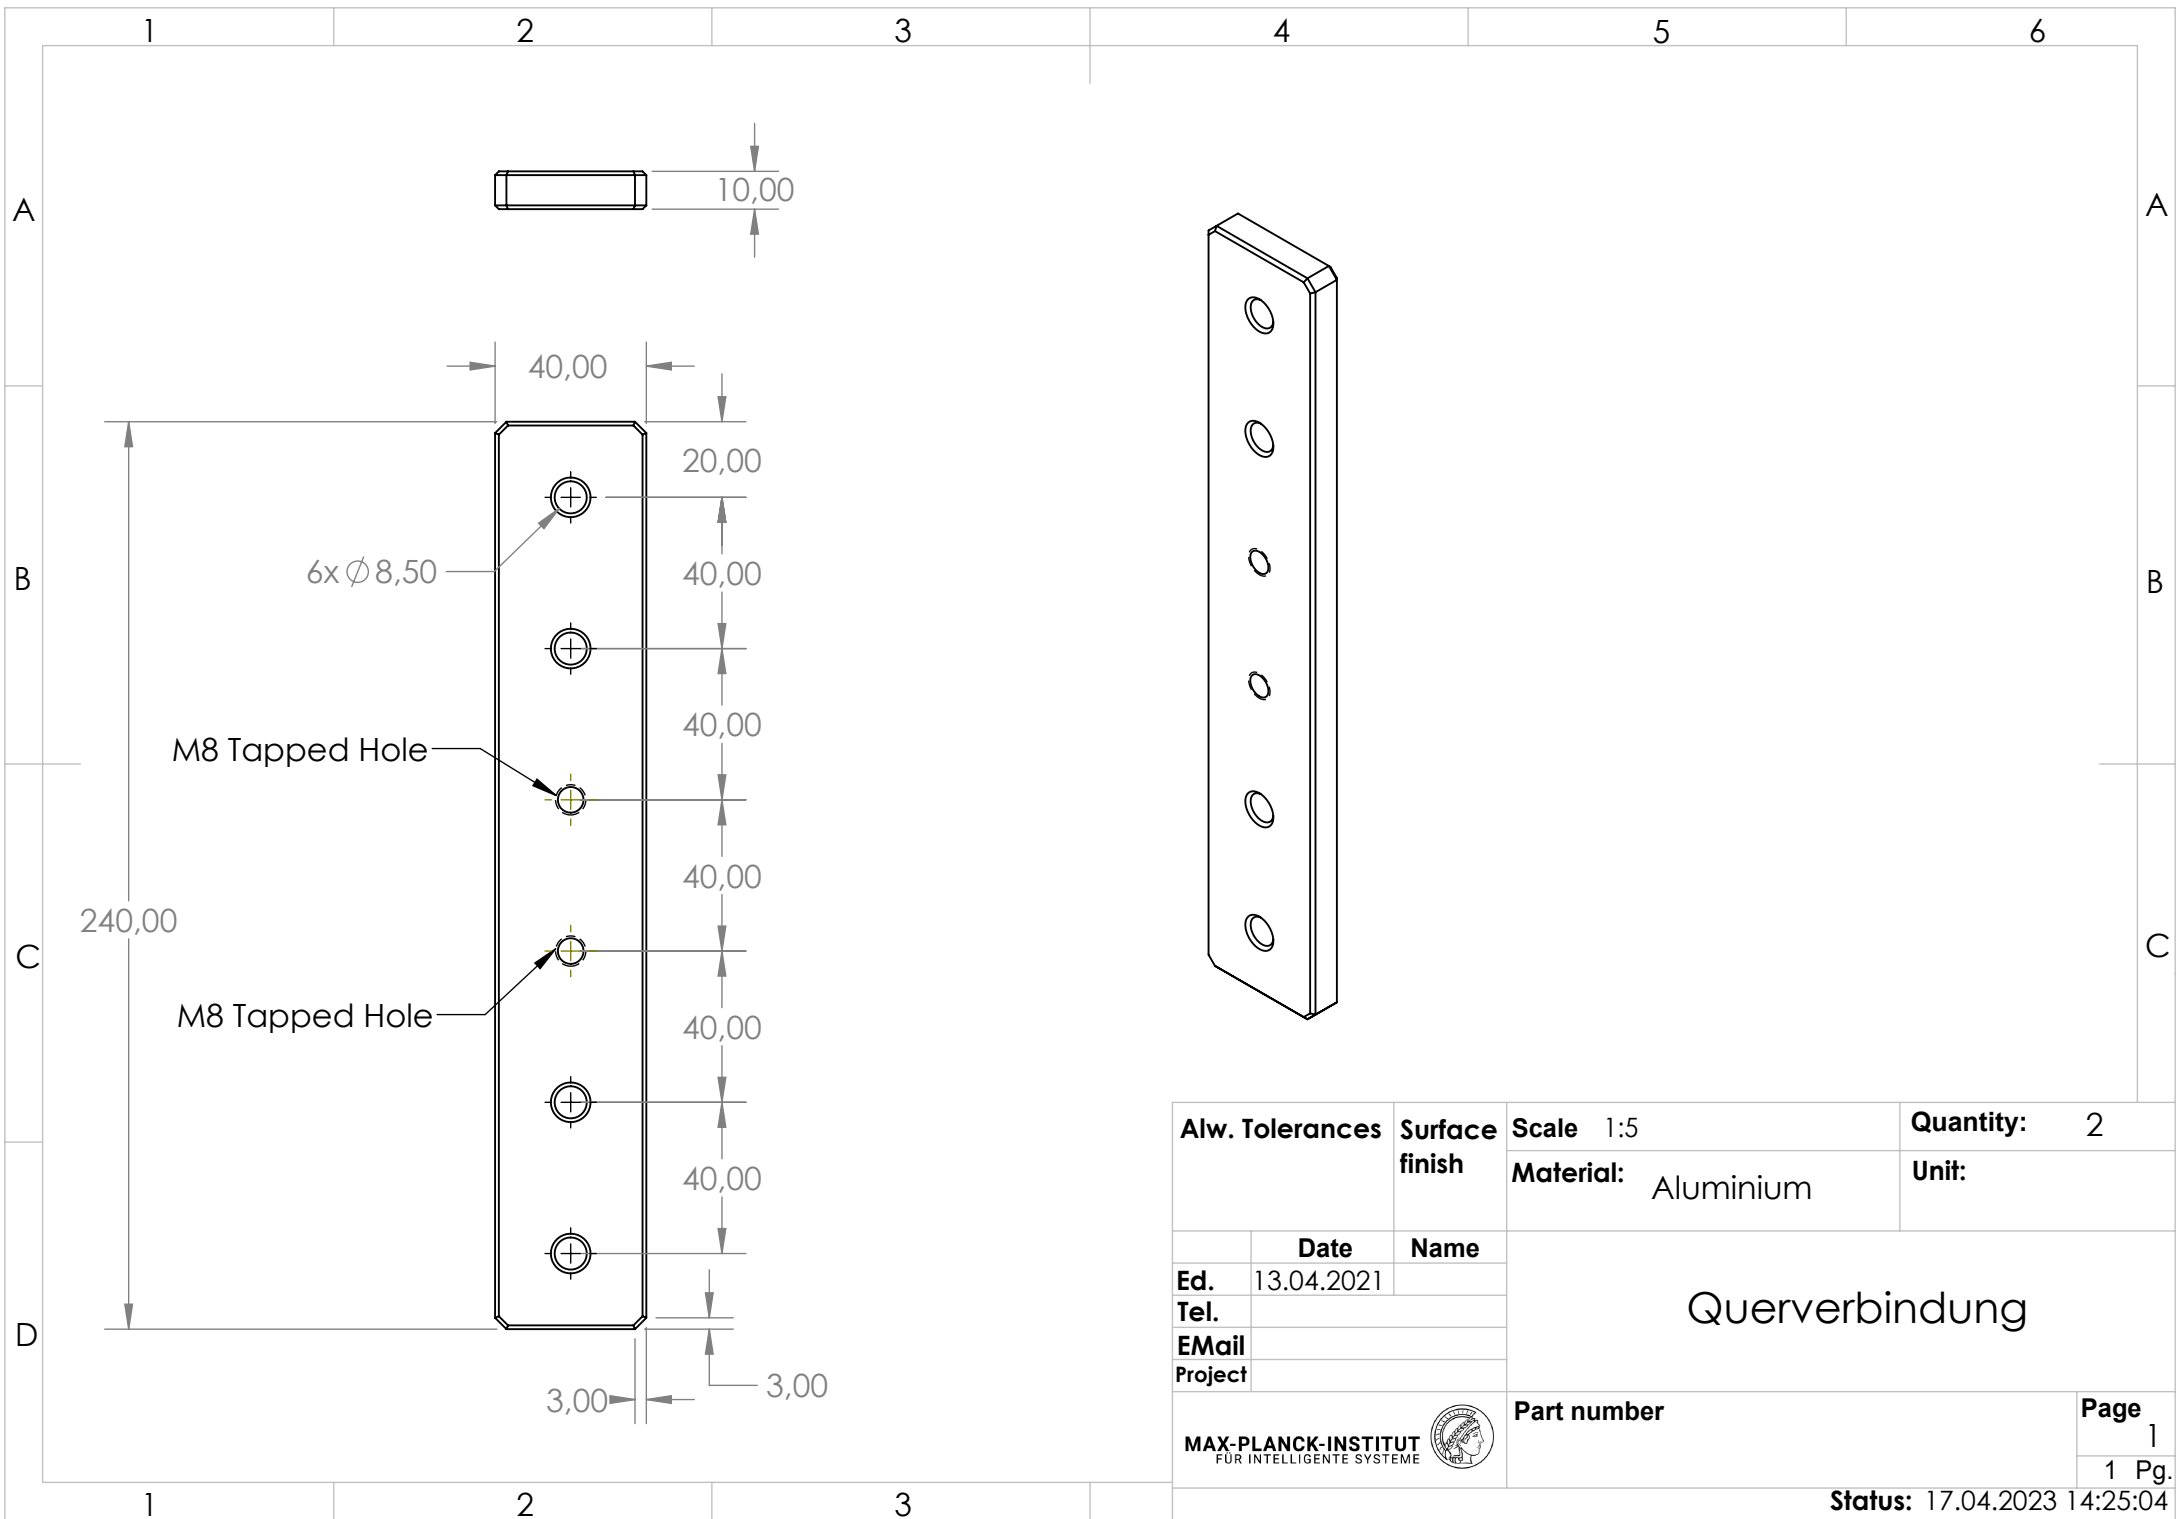 1 2 3 4 5 6
A A
10,00
40,00
20,00
6x∅8,50
40,00
B B
40,00
M8 Tapped Hole
40,00
240,00
C C
M8 Tapped Hole
40,00
40,00
D
3,00
3,00
Alw. Tolerances
Surface
finish
Scale 1:5
Quantity: 2
Material: Aluminium
Unit:
Date Name
Ed. 13.04.2021
Tel.
EMail
Project
Querverbindung
MAX-PLANCK-INSTITUT
FÜR INTELLIGENTE SYSTEME
Part number
Page
1
1 Pg.
1 2 3
Status: 17.04.2023 14:25:04